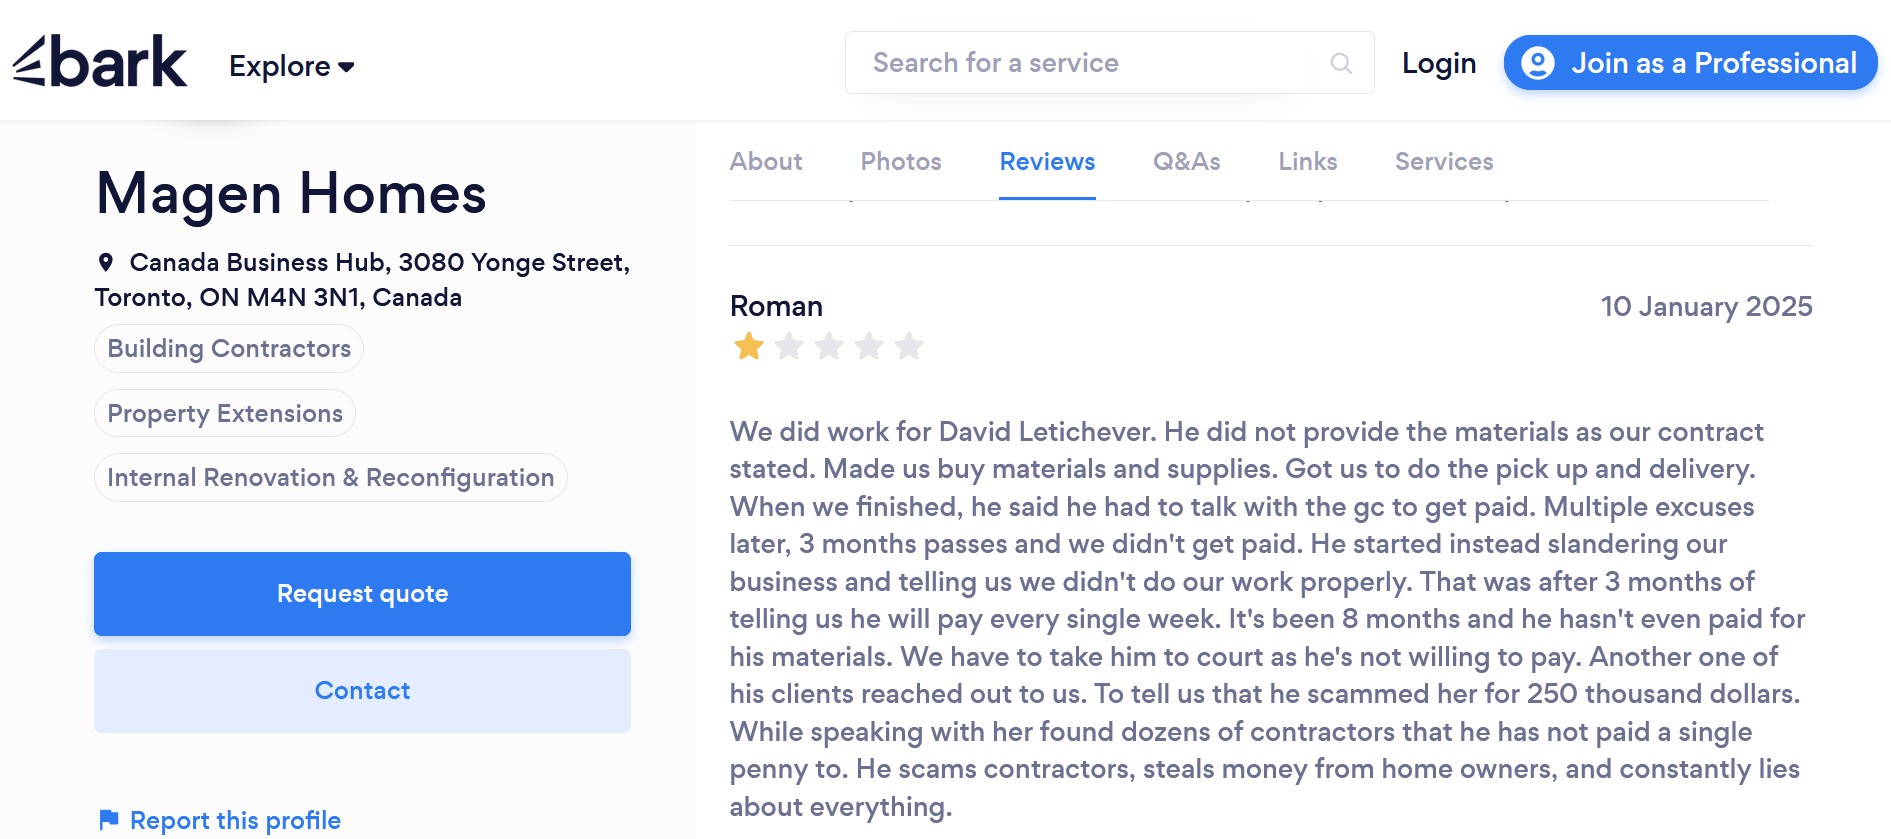 bark
Explore
Search for a service
Login
Join as a Professional
Magen Homes
Canada Business Hub, 3080 Yonge Street,
Toronto, ON M4N 3N1, Canada
Building Contractors
Property Extensions
Internal Renovation & Reconfiguration
Request quote
Contact
Report this profile
About
Photos
Reviews
Q&As
Links
Services
Roman
10 January 2025
We did work for David Letichever. He did not provide the materials as our contract
stated. Made us buy materials and supplies. Got us to do the pick up and delivery.
When we finished, he said he had to talk with the gc to get paid. Multiple excuses
later, 3 months passes and we didn't get paid. He started instead slandering our
business and telling us we didn't do our work properly. That was after 3 months of
telling us he will pay every single week. It's been 8 months and he hasn't even paid for
his materials. We have to take him to court as he's not willing to pay. Another one of
his clients reached out to us. To tell us that he scammed her for 250 thousand dollars.
While speaking with her found dozens of contractors that he has not paid a single
penny to. He scams contractors, steals money from home owners, and constantly lies
about everything.